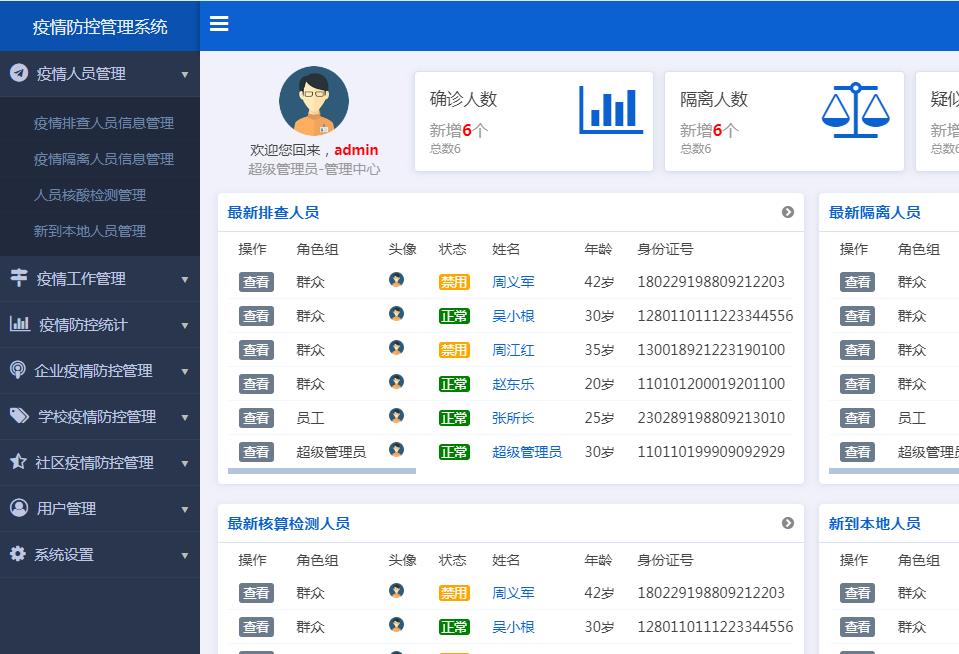 疫情防控管理系统
疫情人员管理
疫情排查人员信息管理
疫情隔离人员信息管理
人员核酸检测管理
新到本地人员管理
疫情工作管理
疫情防控统计
企业疫情防控管理
学校疫情防控管理
社区疫情防控管理
用户管理
系统设置
欢迎您回来，admin
超级管理员-管理中心
确诊人数
新增6个
总数6
隔离人数
新增6个
总数6
疑似
新增
总数6
最新排查人员
操作 角色组 头像 状态 姓名 年龄 身份证号
查看 群众 禁用 周义军 42岁 180229198809212203
查看 群众 正常 吴小根 30岁 1280110111223344556
查看 群众 禁用 周江红 35岁 130018921223190100
查看 群众 正常 赵东乐 20岁 110101200019201100
查看 员工 正常 张所长 25岁 230289198809213010
查看 超级管理员 正常 超级管理员 30岁 110110199909092929
最新隔离人员
操作 角色组
查看 群众
查看 群众
查看 群众
查看 群众
查看 员工
查看 超级管理员
最新核算检测人员
操作 角色组 头像 状态 姓名 年龄 身份证号
查看 群众 禁用 周义军 42岁 180229198809212203
查看 群众 正常 吴小根 30岁 1280110111223344556
新到本地人员
操作 角色组
查看 群众
查看 群众